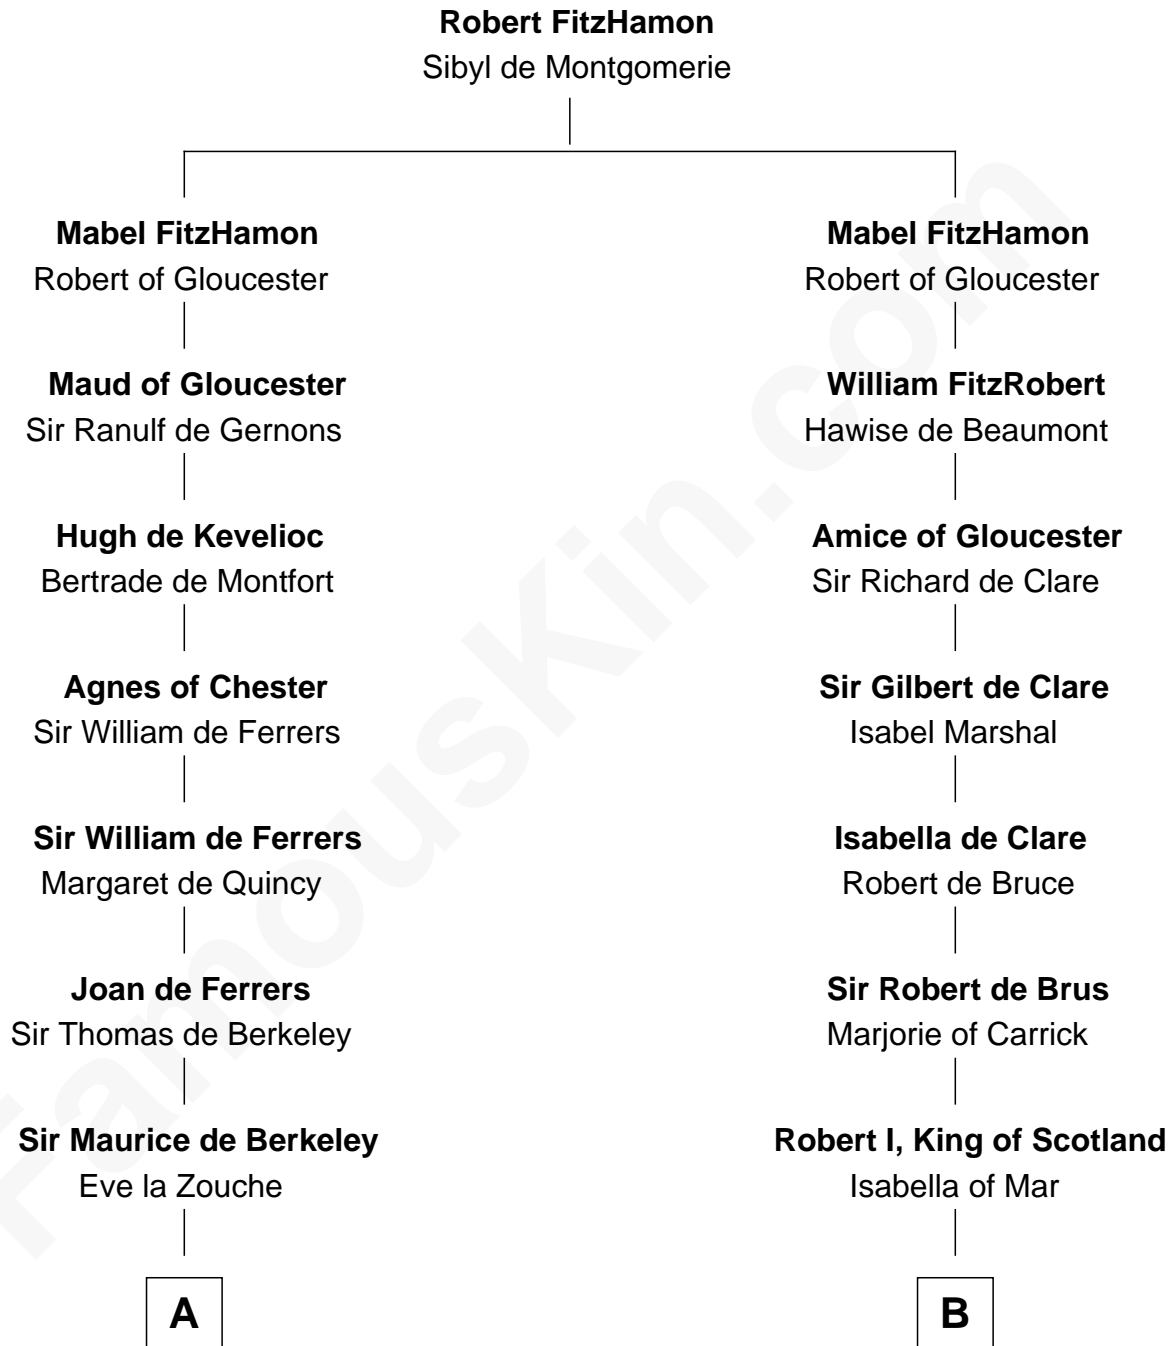 Robert FitzHamon
Sibyl de Montgomerie
Mabel FitzHamon
Robert of Gloucester
Mabel FitzHamon
Robert of Gloucester
Maud of Gloucester
Sir Ranulf de Gernons
William FitzRobert
Hawise de Beaumont
Hugh de Kevelioc
Bertrade de Montfort
Amice of Gloucester
Sir Richard de Clare
Agnes of Chester
Sir William de Ferrers
Sir Gilbert de Clare
Isabel Marshal
Sir William de Ferrers
Margaret de Quincy
Isabella de Clare
Robert de Bruce
Joan de Ferrers
Sir Thomas de Berkeley
Sir Robert de Brus
Marjorie of Carrick
Sir Maurice de Berkeley
Eve la Zouche
Robert I, King of Scotland
Isabella of Mar
A
B
FamousKin.com